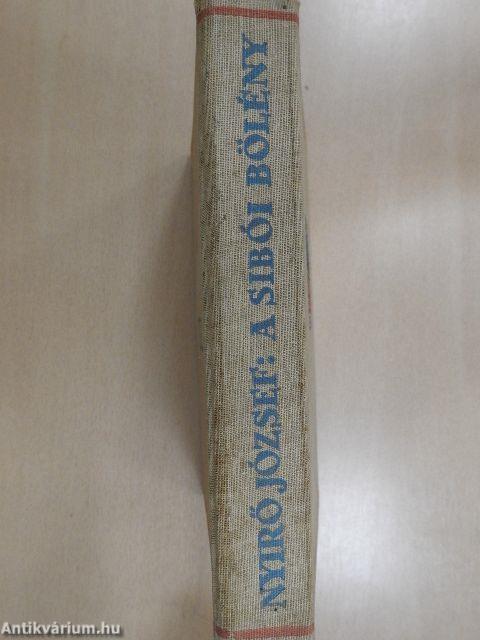 NYIRŐ JÓZSEF: A SIBÓI BÖLÉNY
Antikvárium.hu